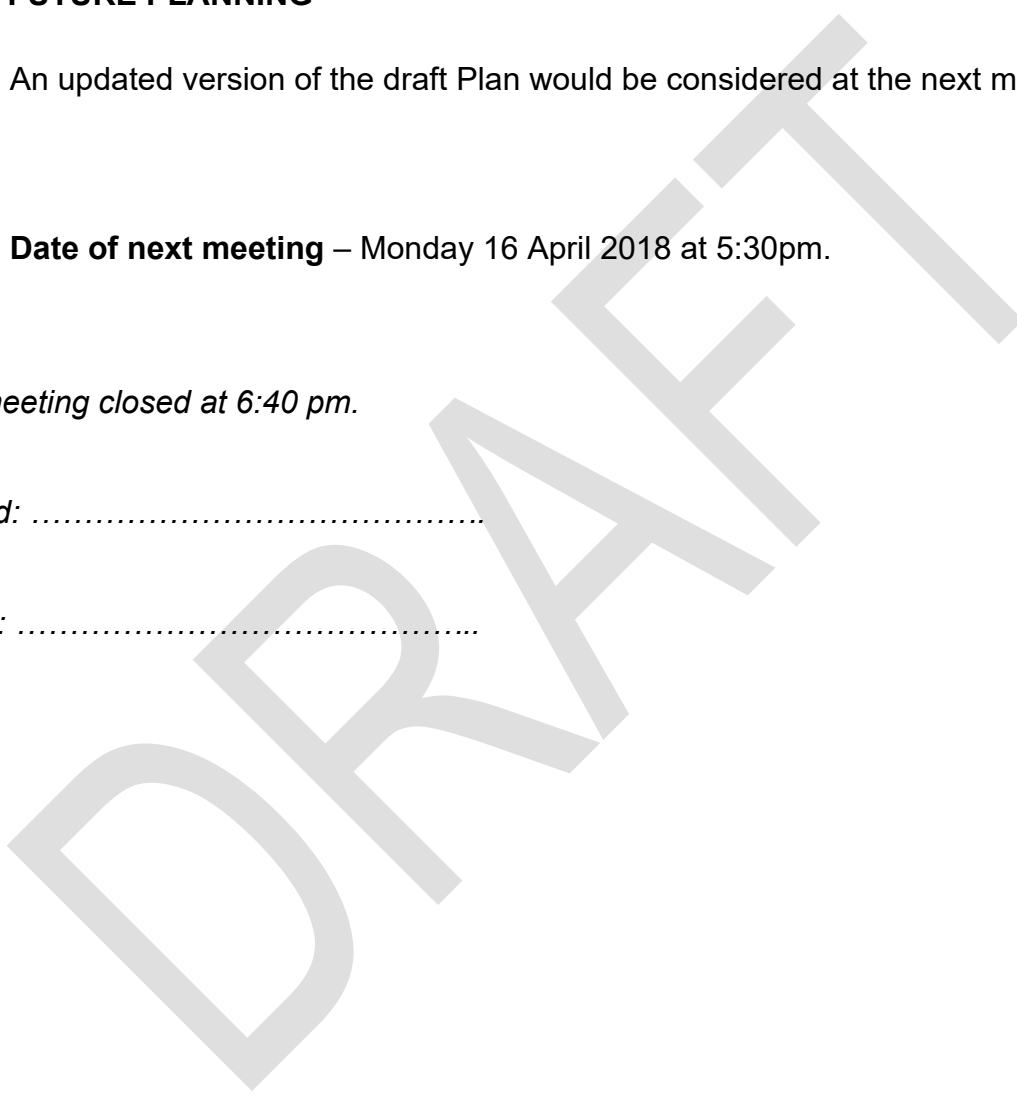 FUTURE PLANNING
An updated version of the draft Plan would be considered at the next m
Date of next meeting – Monday 16 April 2018 at 5:30pm.
eeting closed at 6:40 pm.
d: ……………………………………..
: ……………………………………..
DRAFT